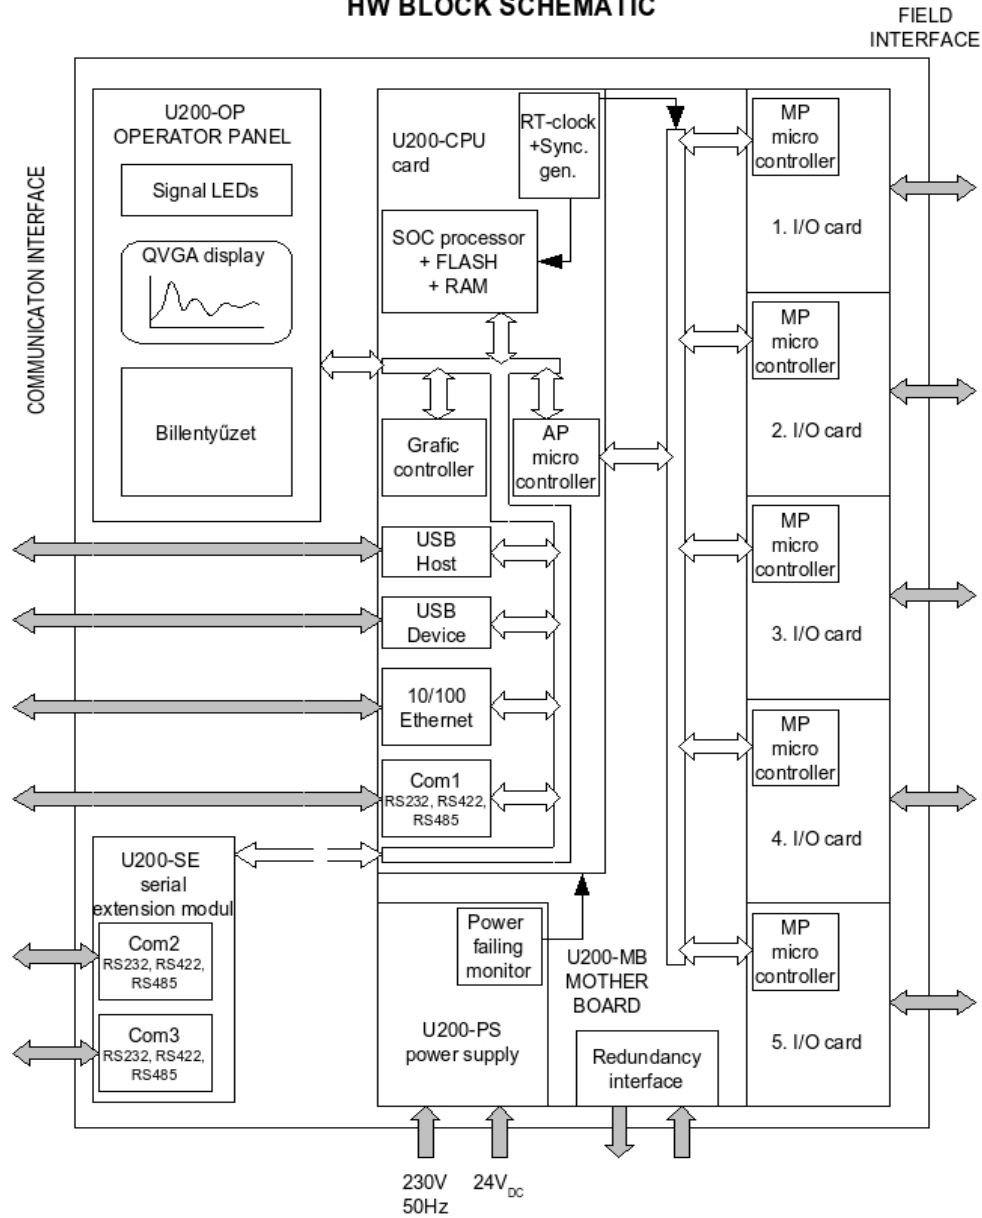 HW BLOCK SCHEMATIC
FIELD
INTERFACE
COMMUNICATON INTERFACE
U200-OP
OPERATOR PANEL
Signal LEDs
QVGA display
Billentyűzet
U200-CPU
card
RT-clock
+Sync.
gen.
SOC processor
+ FLASH
+ RAM
Grafic
controller
AP
micro
controller
USB
Host
USB
Device
10/100
Ethernet
Com1
RS232, RS422,
RS485
U200-SE
serial
extension modul
Com2
RS232, RS422,
RS485
Com3
RS232, RS422,
RS485
Power
failing
monitor
U200-PS
power supply
U200-MB
MOTHER
BOARD
Redundancy
interface
MP
micro
controller
1. I/O card
MP
micro
controller
2. I/O card
MP
micro
controller
3. I/O card
MP
micro
controller
4. I/O card
MP
micro
controller
5. I/O card
230V
50Hz
24VDC